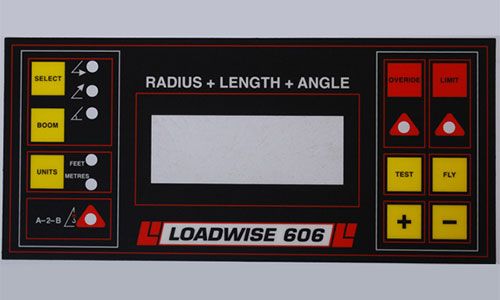 SELECT
BOOM
UNITS
FEET
METRES
A-2-B
RADIUS + LENGTH + ANGLE
LOADWISE 606
OVERIDE
LIMIT
TEST
FLY
+
-